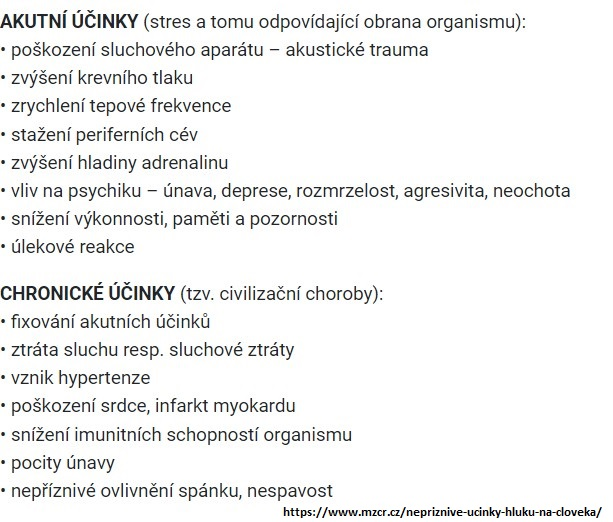 AKUTNÍ ÚČINKY (stres a tomu odpovídající obrana organismu):
• poškození sluchového aparátu – akustické trauma
• zvýšení krevního tlaku
• zrychlení tepové frekvence
• stažení periferních cév
• zvýšení hladiny adrenalinu
• vliv na psychiku – únava, deprese, rozmrzelost, agresivita, neochota
• snížení výkonnosti, paměti a pozornosti
• úlekové reakce
CHRONICKÉ ÚČINKY (tzv. civilizační choroby):
• fixování akutních účinků
• ztráta sluchu resp. sluchové ztráty
• vznik hypertenze
• poškození srdce, infarkt myokardu
• snížení imunitních schopností organismu
• pocity únavy
• nepříznivé ovlivnění spánku, nespavost
https://www.mzcr.cz/nepriznive-ucinky-hluku-na-cloveka/